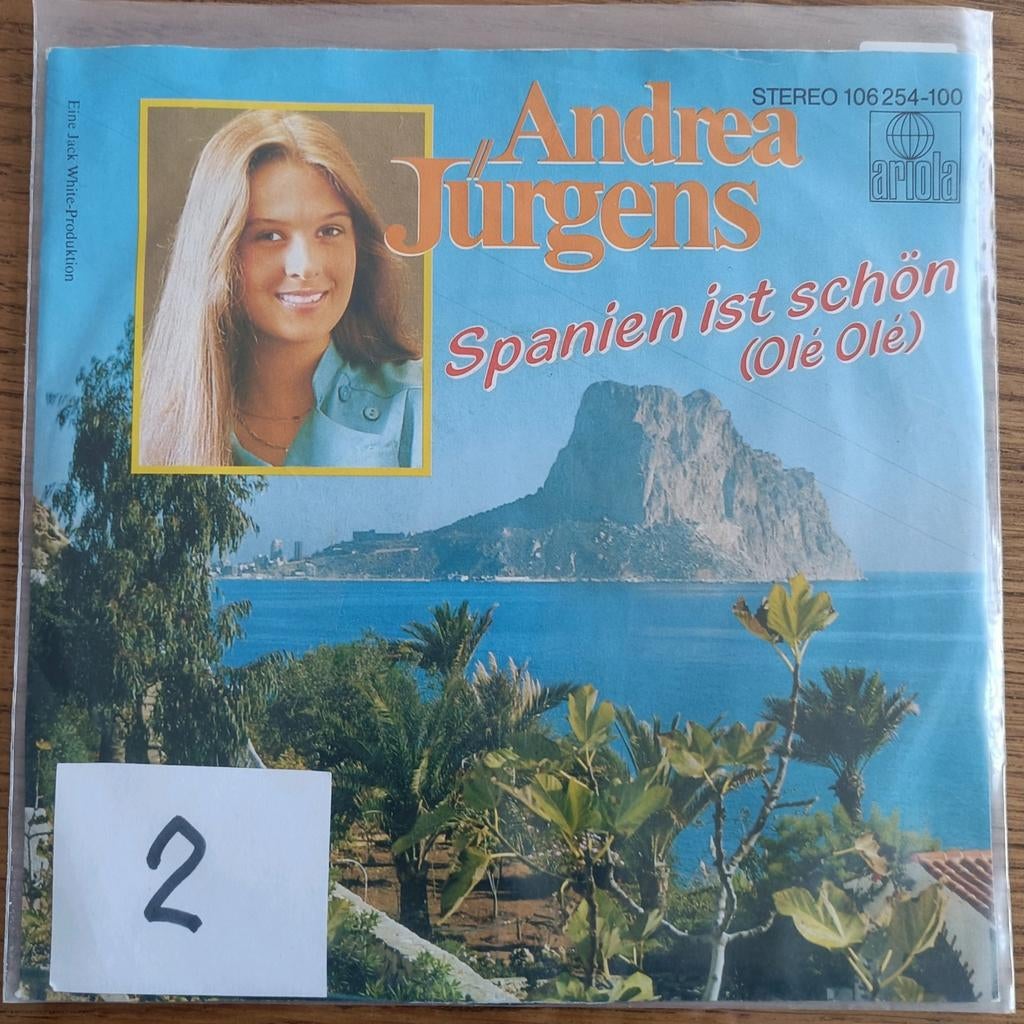 Eine Jack White-Produktion
Andrea
Jürgens
STEREO 106 254-100
ariola
Spanien ist schön
(Olé Olé)
2